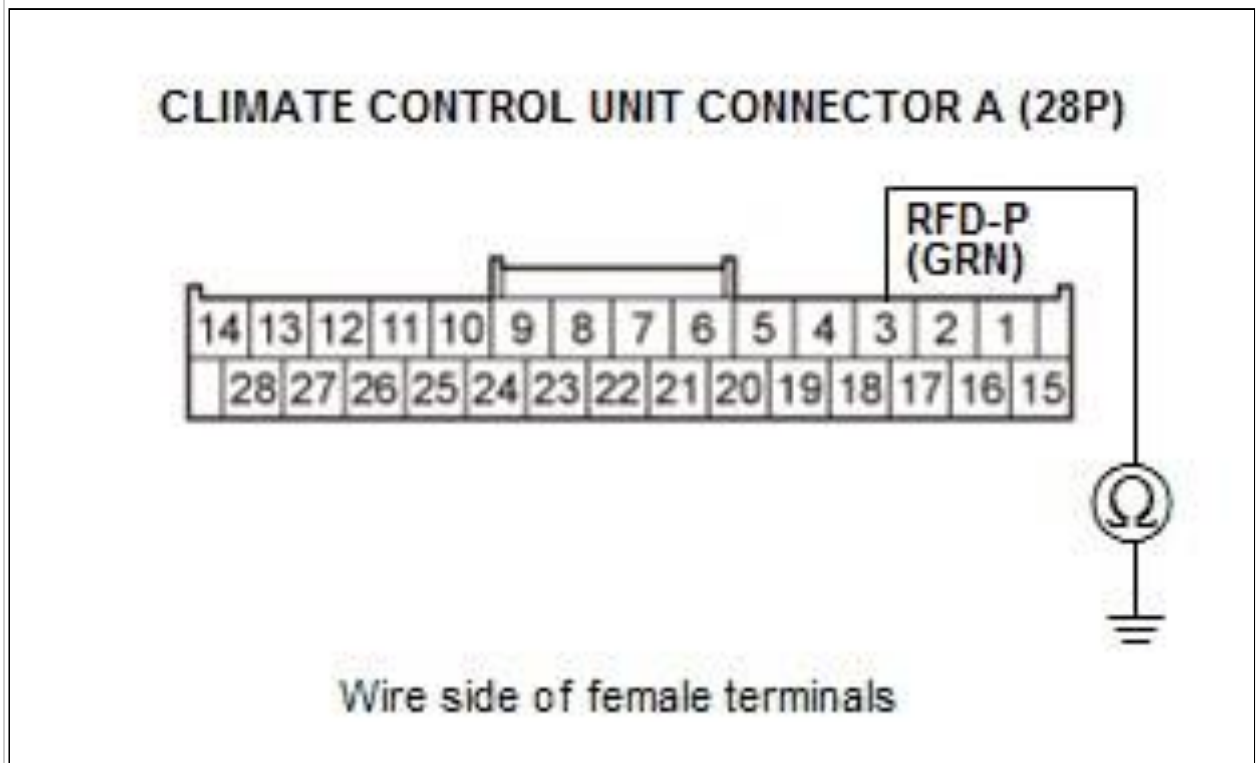 CLIMATE CONTROL UNIT CONNECTOR A (28P)
RFD-P
(GRN)
14 13 12 11 10 9 8 7 6 5 4 3 2 1
28 27 26 25 24 23 22 21 20 19 18 17 16 15
Ω
Wire side of female terminals